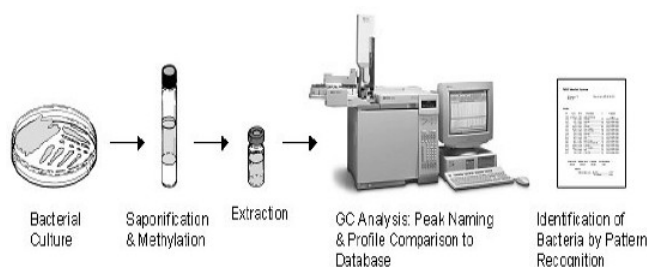 Bacterial
Culture
Saponification
& Methylation
Extraction
GC Analysis: Peak Naming
& Profile Comparison to
Database
Identification of
Bacteria by Pattern
Recognition